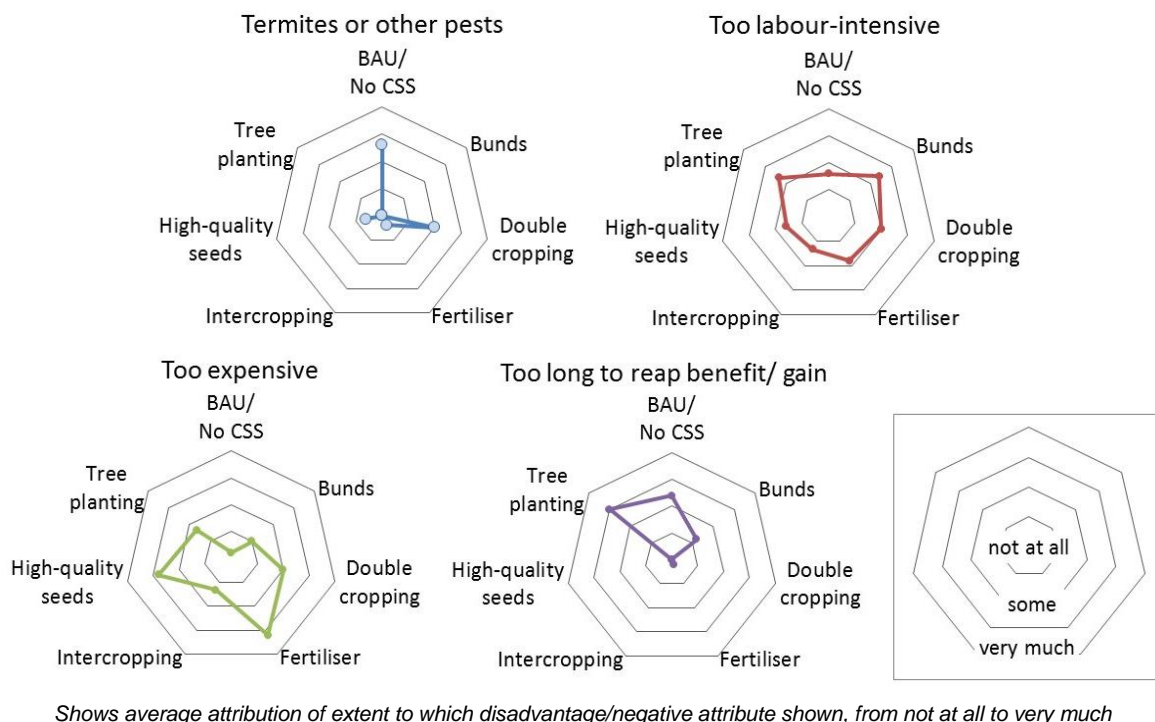 Termites or other pests
BAU/
No CSS
Tree
planting
Bunds
High-quality
seeds
Double
cropping
Intercropping
Fertiliser
Too labour-intensive
BAU/
No CSS
Tree
planting
Bunds
High-quality
seeds
Double
cropping
Intercropping
Fertiliser
Too expensive
BAU/
No CSS
Tree
planting
Bunds
High-quality
seeds
Double
cropping
Intercropping
Fertiliser
Too long to reap benefit/ gain
BAU/
No CSS
Tree
planting
Bunds
High-quality
seeds
Double
cropping
Intercropping
Fertiliser
not at all
some
very much
Shows average attribution of extent to which disadvantage/negative attribute shown, from not at all to very much